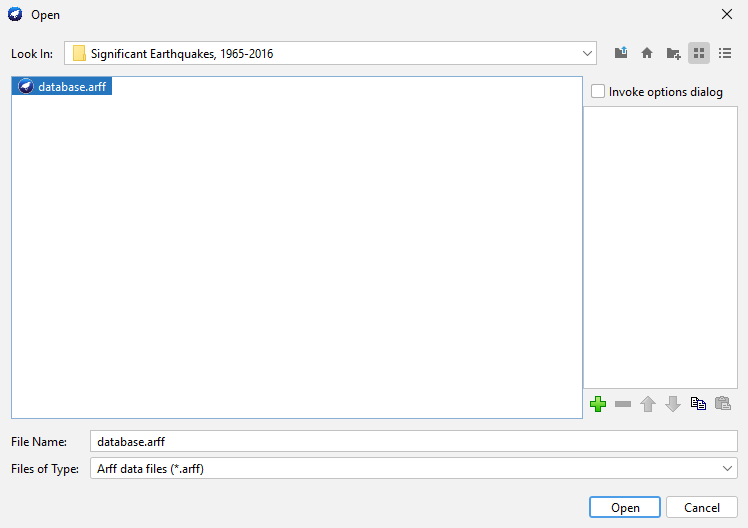 Open
Look In: Significant Earthquakes, 1965-2016
database.arff
Invoke options dialog
File Name: database.arff
Files of Type: Arff data files (*.arff)
Open Cancel